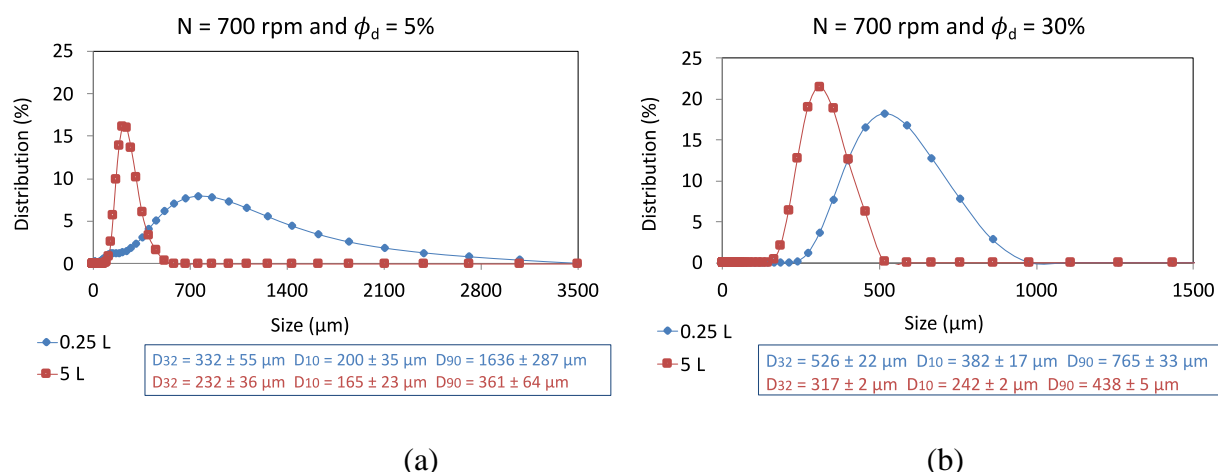 N = 700 rpm and ϕd = 5%
25
20
15
10
5
0
Distribution (%)
0 700 1400 2100 2800 3500
Size (µm)
0.25 L
5 L
D32 = 332 ± 55 µm D10 = 200 ± 35 µm D90 = 1636 ± 287 µm
D32 = 232 ± 36 µm D10 = 165 ± 23 µm D90 = 361 ± 64 µm
(a)
N = 700 rpm and ϕd = 30%
25
20
15
10
5
0
Distribution (%)
0 500 1000 1500
Size (µm)
0.25 L
5 L
D32 = 526 ± 22 µm D10 = 382 ± 17 µm D90 = 765 ± 33 µm
D32 = 317 ± 2 µm D10 = 242 ± 2 µm D90 = 438 ± 5 µm
(b)